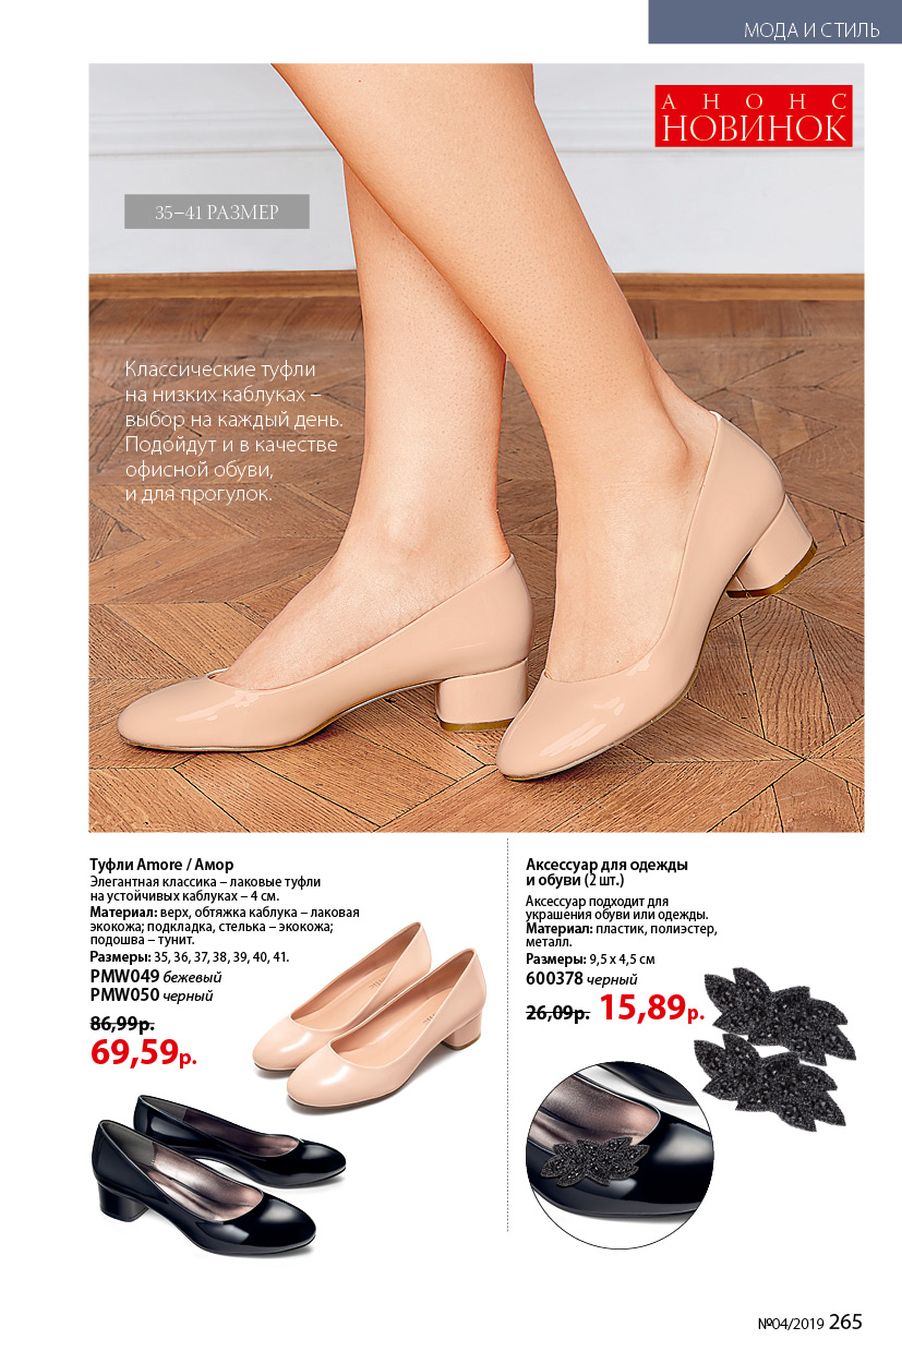 МОДА И СТИЛЬ
АНОНС
НОВИНОК
35–41 РАЗМЕР
Классические туфли
на низких каблуках –
выбор на каждый день.
Подойдут и в качестве
офисной обуви,
и для прогулок.
Туфли Amore / Амор
Элегантная классика – лаковые туфли
на устойчивых каблуках – 4 см.
Материал: верх, обтяжка каблука – лаковая
экокожа; подкладка, стелька – экокожа;
подошва – тунит.
Размеры: 35, 36, 37, 38, 39, 40, 41.
PMW049 бежевый
PMW050 черный
86,99р.
69,59р.
Аксессуар для одежды
и обуви (2 шт.)
Аксессуар подходит для
украшения обуви или одежды.
Материал: пластик, полиэстер,
металл.
Размеры: 9,5 х 4,5 см
600378 черный
26,09р. 15,89р.
№04/2019 265